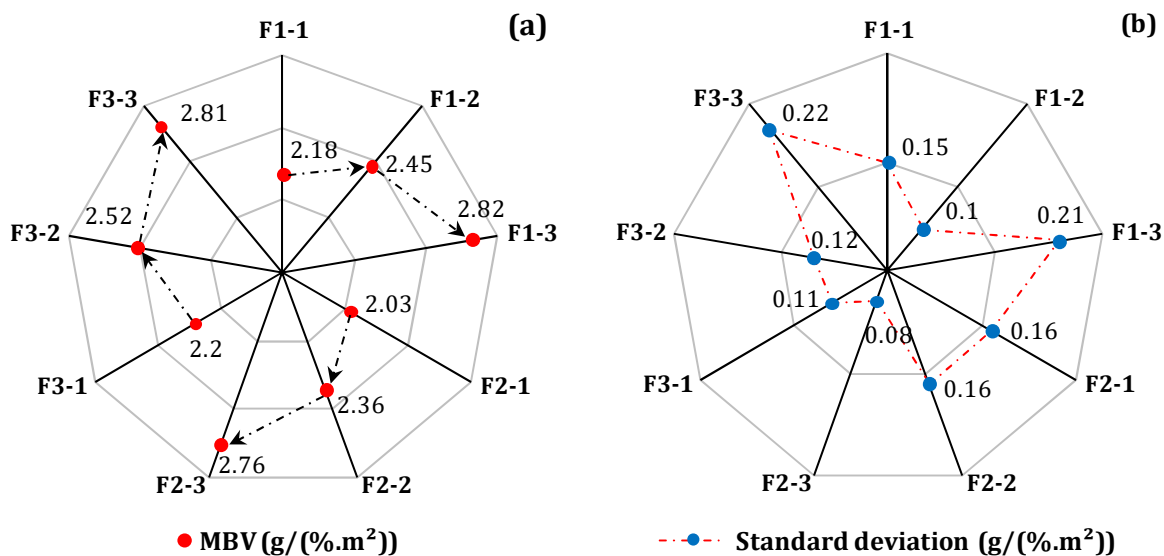 (a)
F1-1
F1-2
F1-3
F2-1
F2-2
F2-3
F3-1
F3-2
F3-3
2.18
2.45
2.82
2.03
2.36
2.76
2.2
2.52
2.81
MBV (g/(%.m²))
(b)
F1-1
F1-2
F1-3
F2-1
F2-2
F2-3
F3-1
F3-2
F3-3
0.15
0.1
0.21
0.16
0.16
0.08
0.11
0.12
0.22
Standard deviation (g/(%.m²))